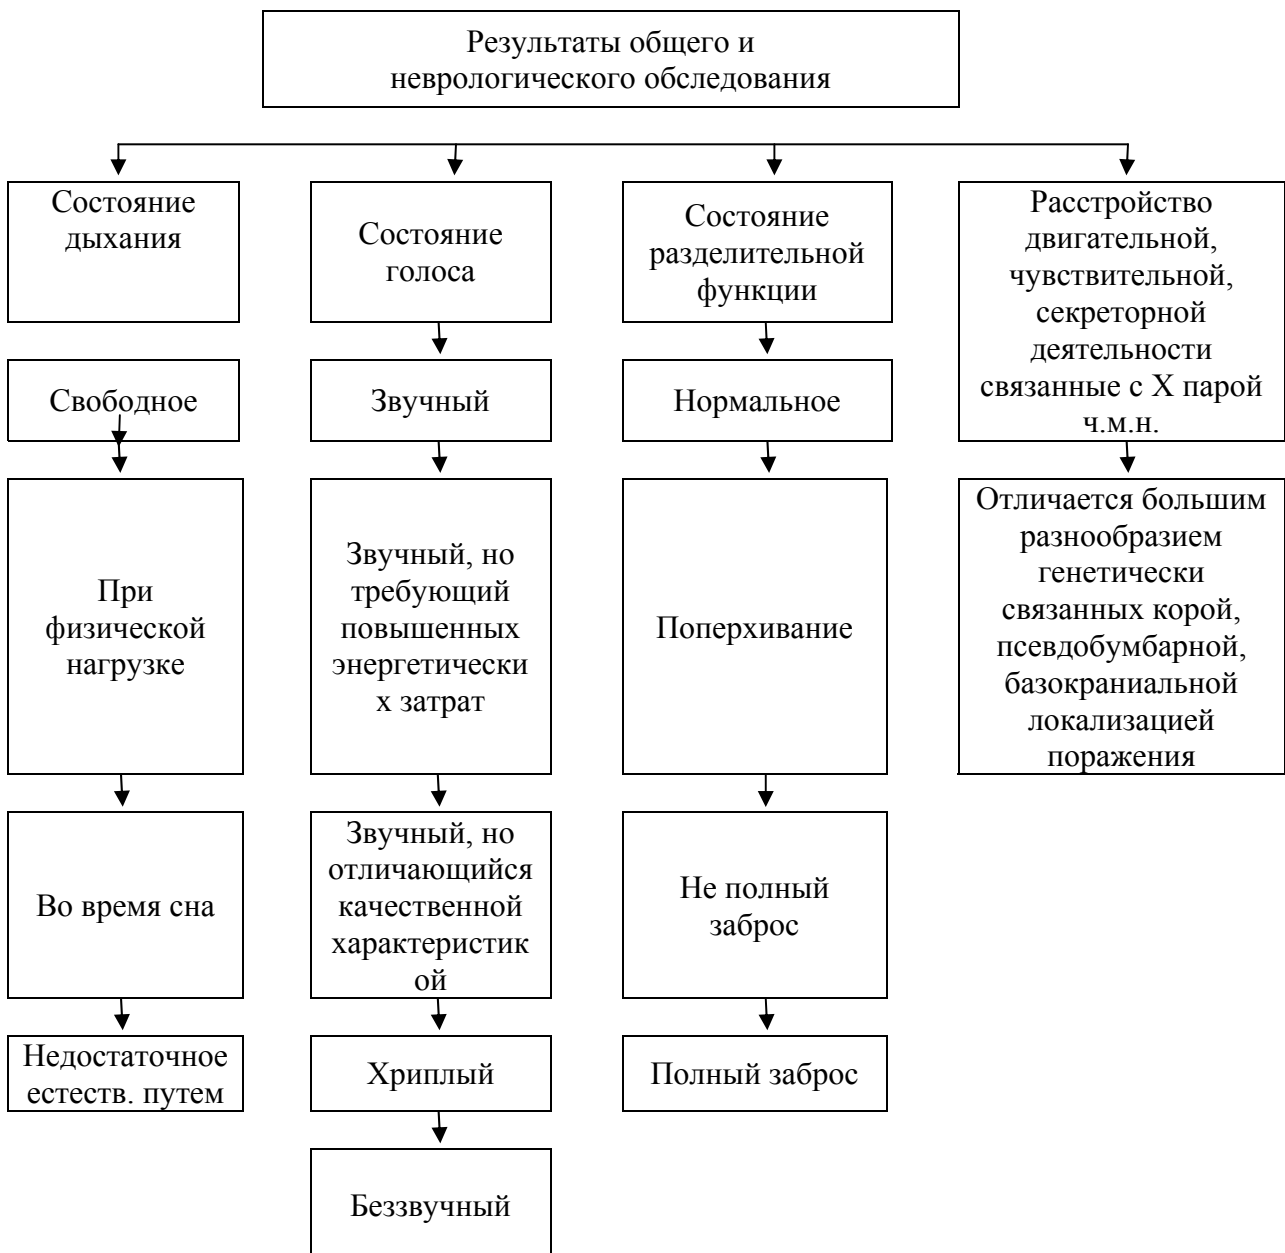 Результаты общего и
неврологического обследования
Состояние
дыхания
Состояние
голоса
Состояние
разделительной
функции
Расстройство
двигательной,
чувствительной,
секреторной
деятельности
связанные с X парой
ч.м.н.
Свободное
Звучный
Нормальное
При
физической
нагрузке
Звучный, но
требующий
повышенных
энергетически
х затрат
Поперхивание
Отличается большим
разнообразием
генетически
связанных корой,
псевдобумбарной,
базокраниальной
локализацией
поражения
Во время сна
Звучный, но
отличающийся
качественной
характеристик
ой
Не полный
заброс
Недостаточное
естеств. путем
Хриплый
Полный заброс
Беззвучный